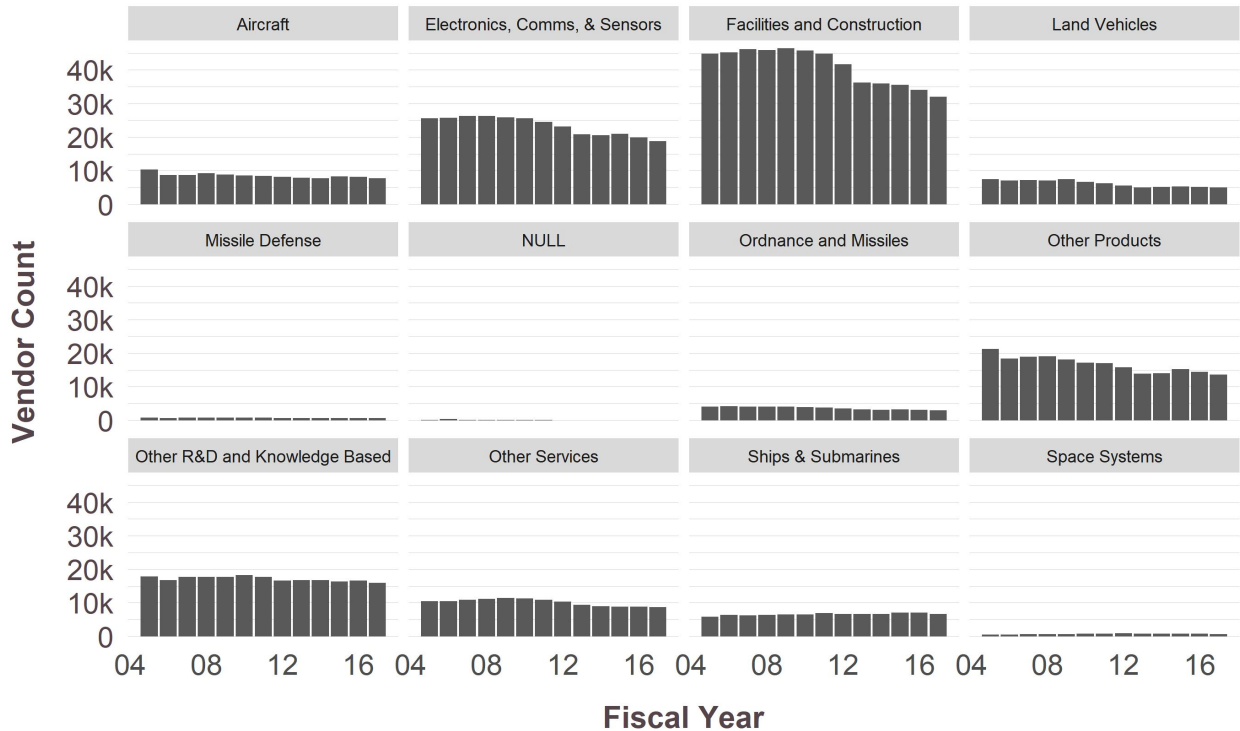 Aircraft
Electronics, Comms, & Sensors
Facilities and Construction
Land Vehicles
40k
30k
20k
10k
0
Missile Defense
NULL
Ordnance and Missiles
Other Products
40k
30k
20k
10k
0
Other R&D and Knowledge Based
Other Services
Ships & Submarines
Space Systems
40k
30k
20k
10k
0
04 08 12 16 04 08 12 16 04 08 12 16 04 08 12 16
Vendor Count
Fiscal Year